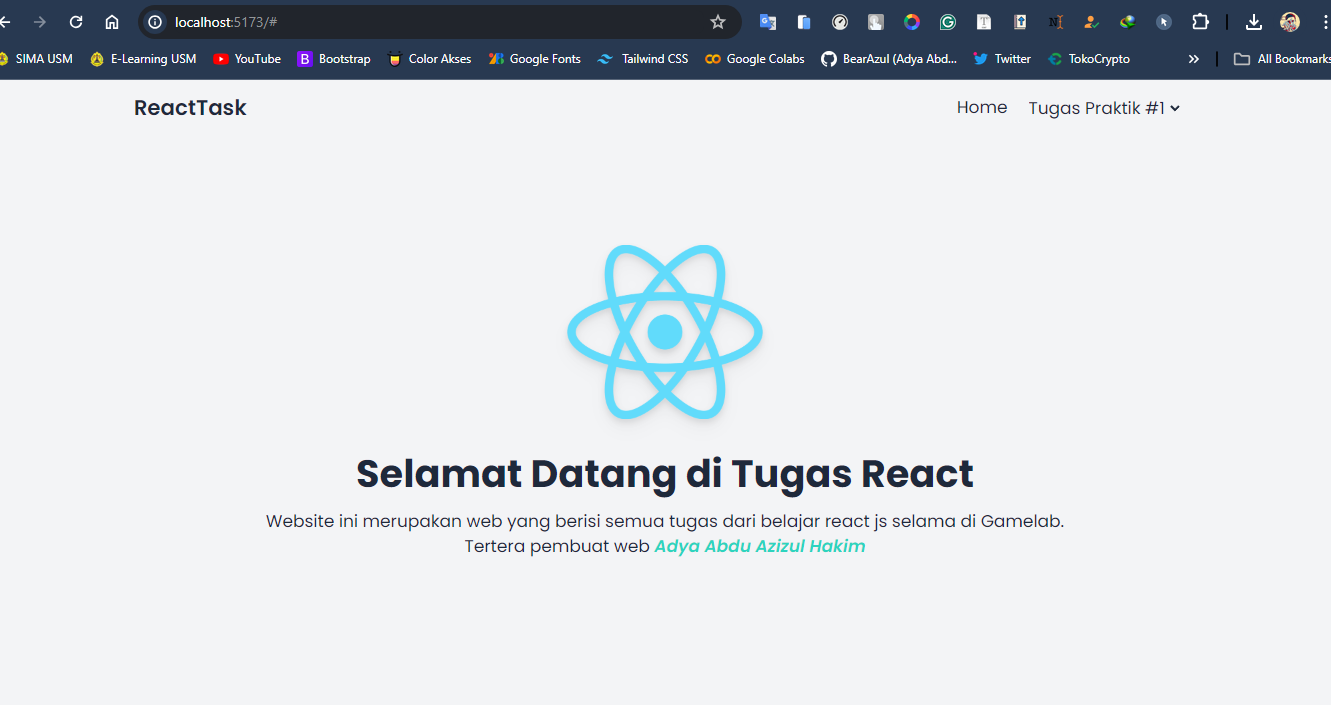 localhost:5173/#
SIMA USM E-Learning USM YouTube Bootstrap Color Akses Google Fonts Tailwind CSS Google Colabs BearAzul (Adya Abd... Twitter TokoCrypto » All Bookmarks
ReactTask Home Tugas Praktik #1
Selamat Datang di Tugas React
Website ini merupakan web yang berisi semua tugas dari belajar react js selama di Gamelab.
Tertera pembuat web Adya Abdu Azizul Hakim